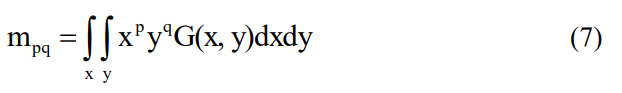 m_pq = ∫∫ x^p y^q G(x, y)dxdy (7)
x y